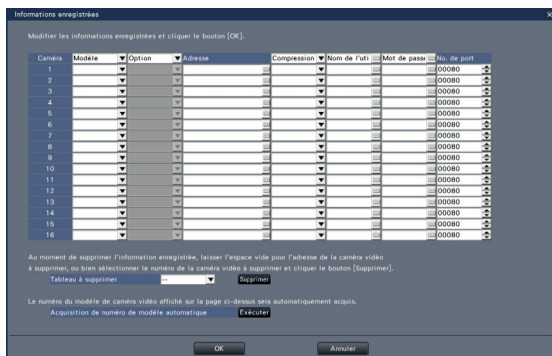 Informations enregistrées
Modifier les informations enregistrées et cliquer le bouton [OK].
Caméra Modèle Option Adresse Compression Nom de l'uti Mot de passe No. de port
1 00080
2 00080
3 00080
4 00080
5 00080
6 00080
7 00080
8 00080
9 00080
10 00080
11 00080
12 00080
13 00080
14 00080
15 00080
16 00080
Au moment de supprimer l'information enregistrée, laisser l'espace vide pour l'adresse de la caméra vidéo
à supprimer, ou bien sélectionner le numéro de la caméra vidéo à supprimer et cliquer le bouton [Supprimer].
Tableau à supprimer -- Supprimer
Le numéro du modèle de caméra vidéo affiché sur la page ci-dessus sera automatiquement acquis.
Acquisition de numéro de modèle automatique Exécuter
OK Annuler